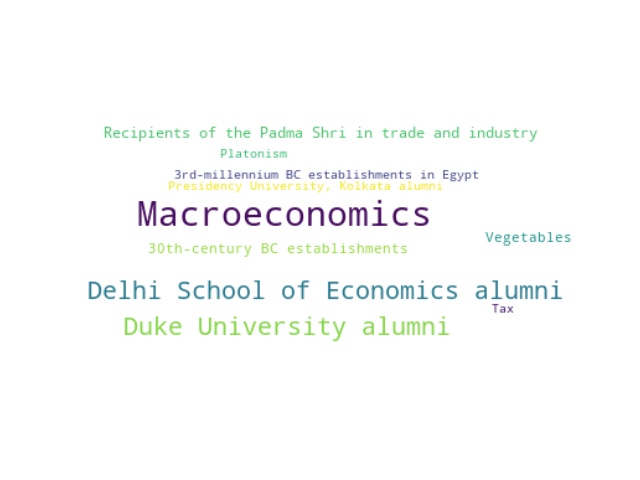 Recipients of the Padma Shri in trade and industry
Platonism
3rd-millennium BC establishments in Egypt
Presidency University, Kolkata alumni
Macroeconomics
Vegetables
30th-century BC establishments
Delhi School of Economics alumni
Tax
Duke University alumni